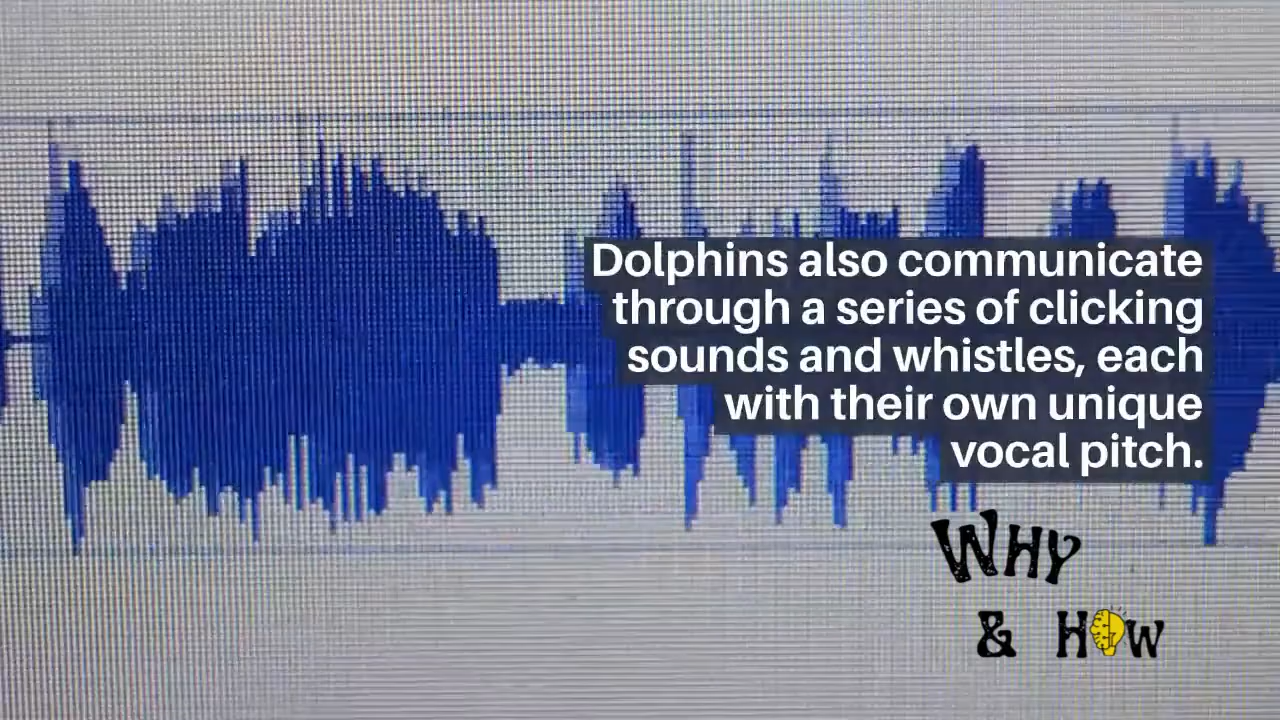 Dolphins also communicate
through a series of clicking
sounds and whistles, each
with their own unique
vocal pitch.
WHY
& HOW